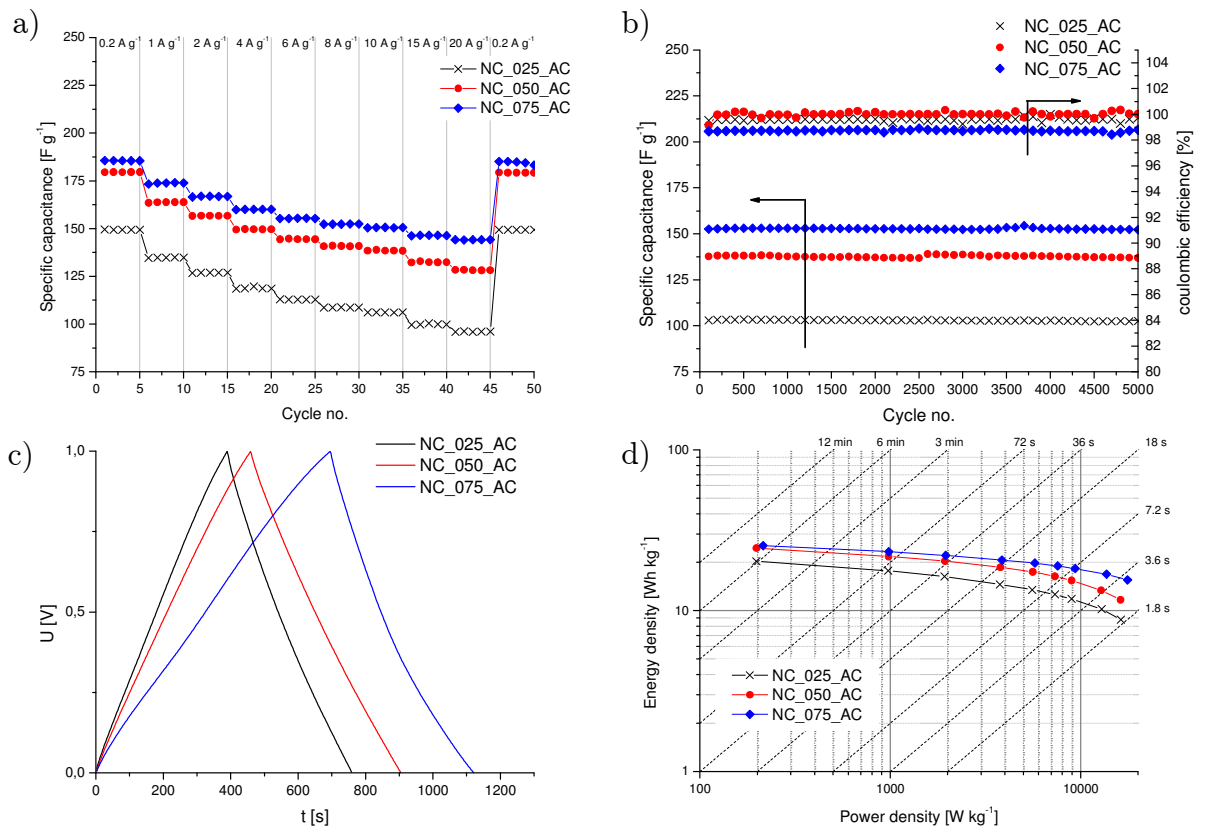 a)
0.2 A g⁻¹ 1 A g⁻¹ 2 A g⁻¹ 4 A g⁻¹ 6 A g⁻¹ 8 A g⁻¹ 10 A g⁻¹ 15 A g⁻¹ 20 A g⁻¹ 0.2 A g⁻¹
NC_025_AC
NC_050_AC
NC_075_AC
250
225
200
175
150
125
100
75
Specific capacitance [F g⁻¹]
0 5 10 15 20 25 30 35 40 45 50
Cycle no.
b)
NC_025_AC
NC_050_AC
NC_075_AC
250
225
200
175
150
125
100
75
Specific capacitance [F g⁻¹]
104
102
100
98
96
94
92
90
88
86
84
82
80
coulombic efficiency [%]
0 500 1000 1500 2000 2500 3000 3500 4000 4500 5000
Cycle no.
c)
NC_025_AC
NC_050_AC
NC_075_AC
1,0
0,5
0,0
U [V]
0 200 400 600 800 1000 1200
t [s]
d)
12 min 6 min 3 min 72 s 36 s 18 s
7.2 s
3.6 s
1.8 s
100
10
1
Energy density [Wh kg⁻¹]
NC_025_AC
NC_050_AC
NC_075_AC
100 1000 10000
Power density [W kg⁻¹]